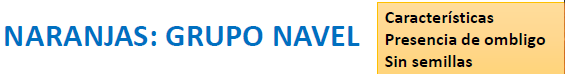 NARANJAS: GRUPO NAVEL
Características
Presencia de ombligo
Sin semillas